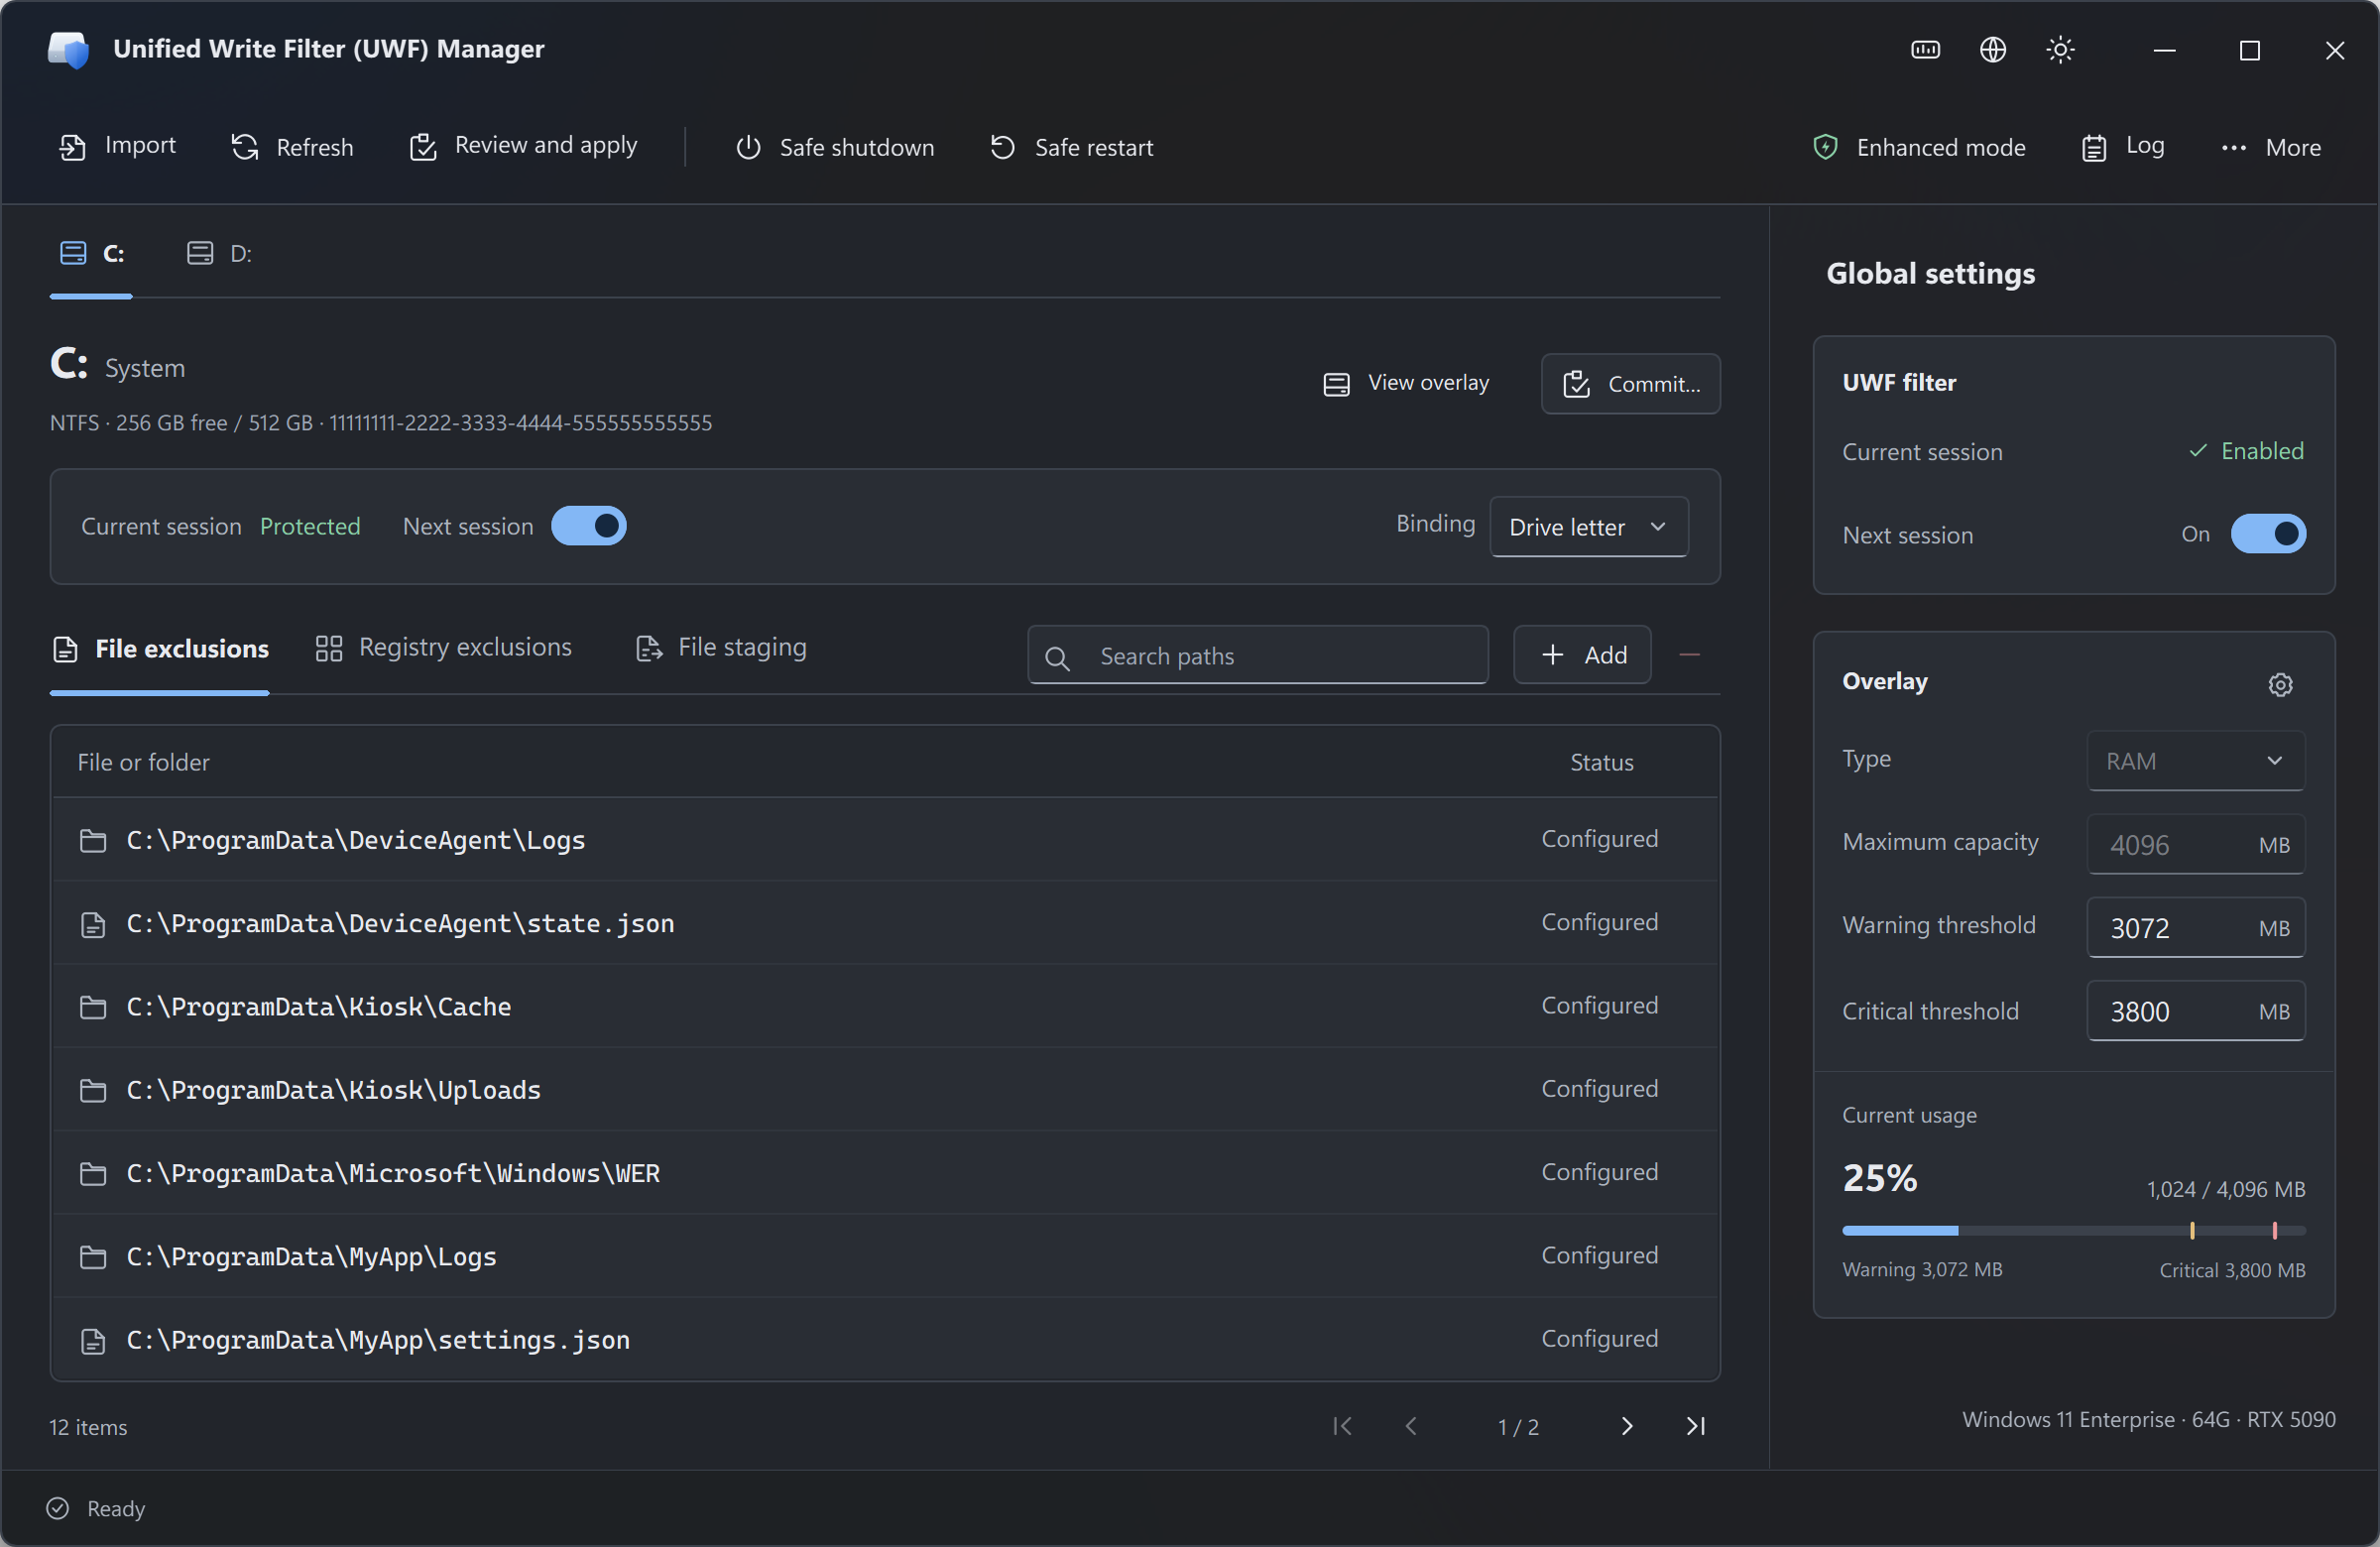 Unified Write Filter (UWF) Manager
Import
Refresh
Review and apply
Safe shutdown
Safe restart
Enhanced mode
Log
More
C:
D:
C: System
NTFS · 256 GB free / 512 GB · 11111111-2222-3333-4444-555555555555
View overlay
Commit...
Current session Protected
Next session
Binding
Drive letter
File exclusions
Registry exclusions
File staging
Search paths
Add
File or folder
Status
C:\ProgramData\DeviceAgent\Logs
Configured
C:\ProgramData\DeviceAgent\state.json
Configured
C:\ProgramData\Kiosk\Cache
Configured
C:\ProgramData\Kiosk\Uploads
Configured
C:\ProgramData\Microsoft\Windows\WER
Configured
C:\ProgramData\MyApp\Logs
Configured
C:\ProgramData\MyApp\settings.json
Configured
12 items
1 / 2
Global settings
UWF filter
Current session
Enabled
Next session
On
Overlay
Type
RAM
Maximum capacity
4096 MB
Warning threshold
3072 MB
Critical threshold
3800 MB
Current usage
25%
1,024 / 4,096 MB
Warning 3,072 MB
Critical 3,800 MB
Windows 11 Enterprise · 64G · RTX 5090
Ready